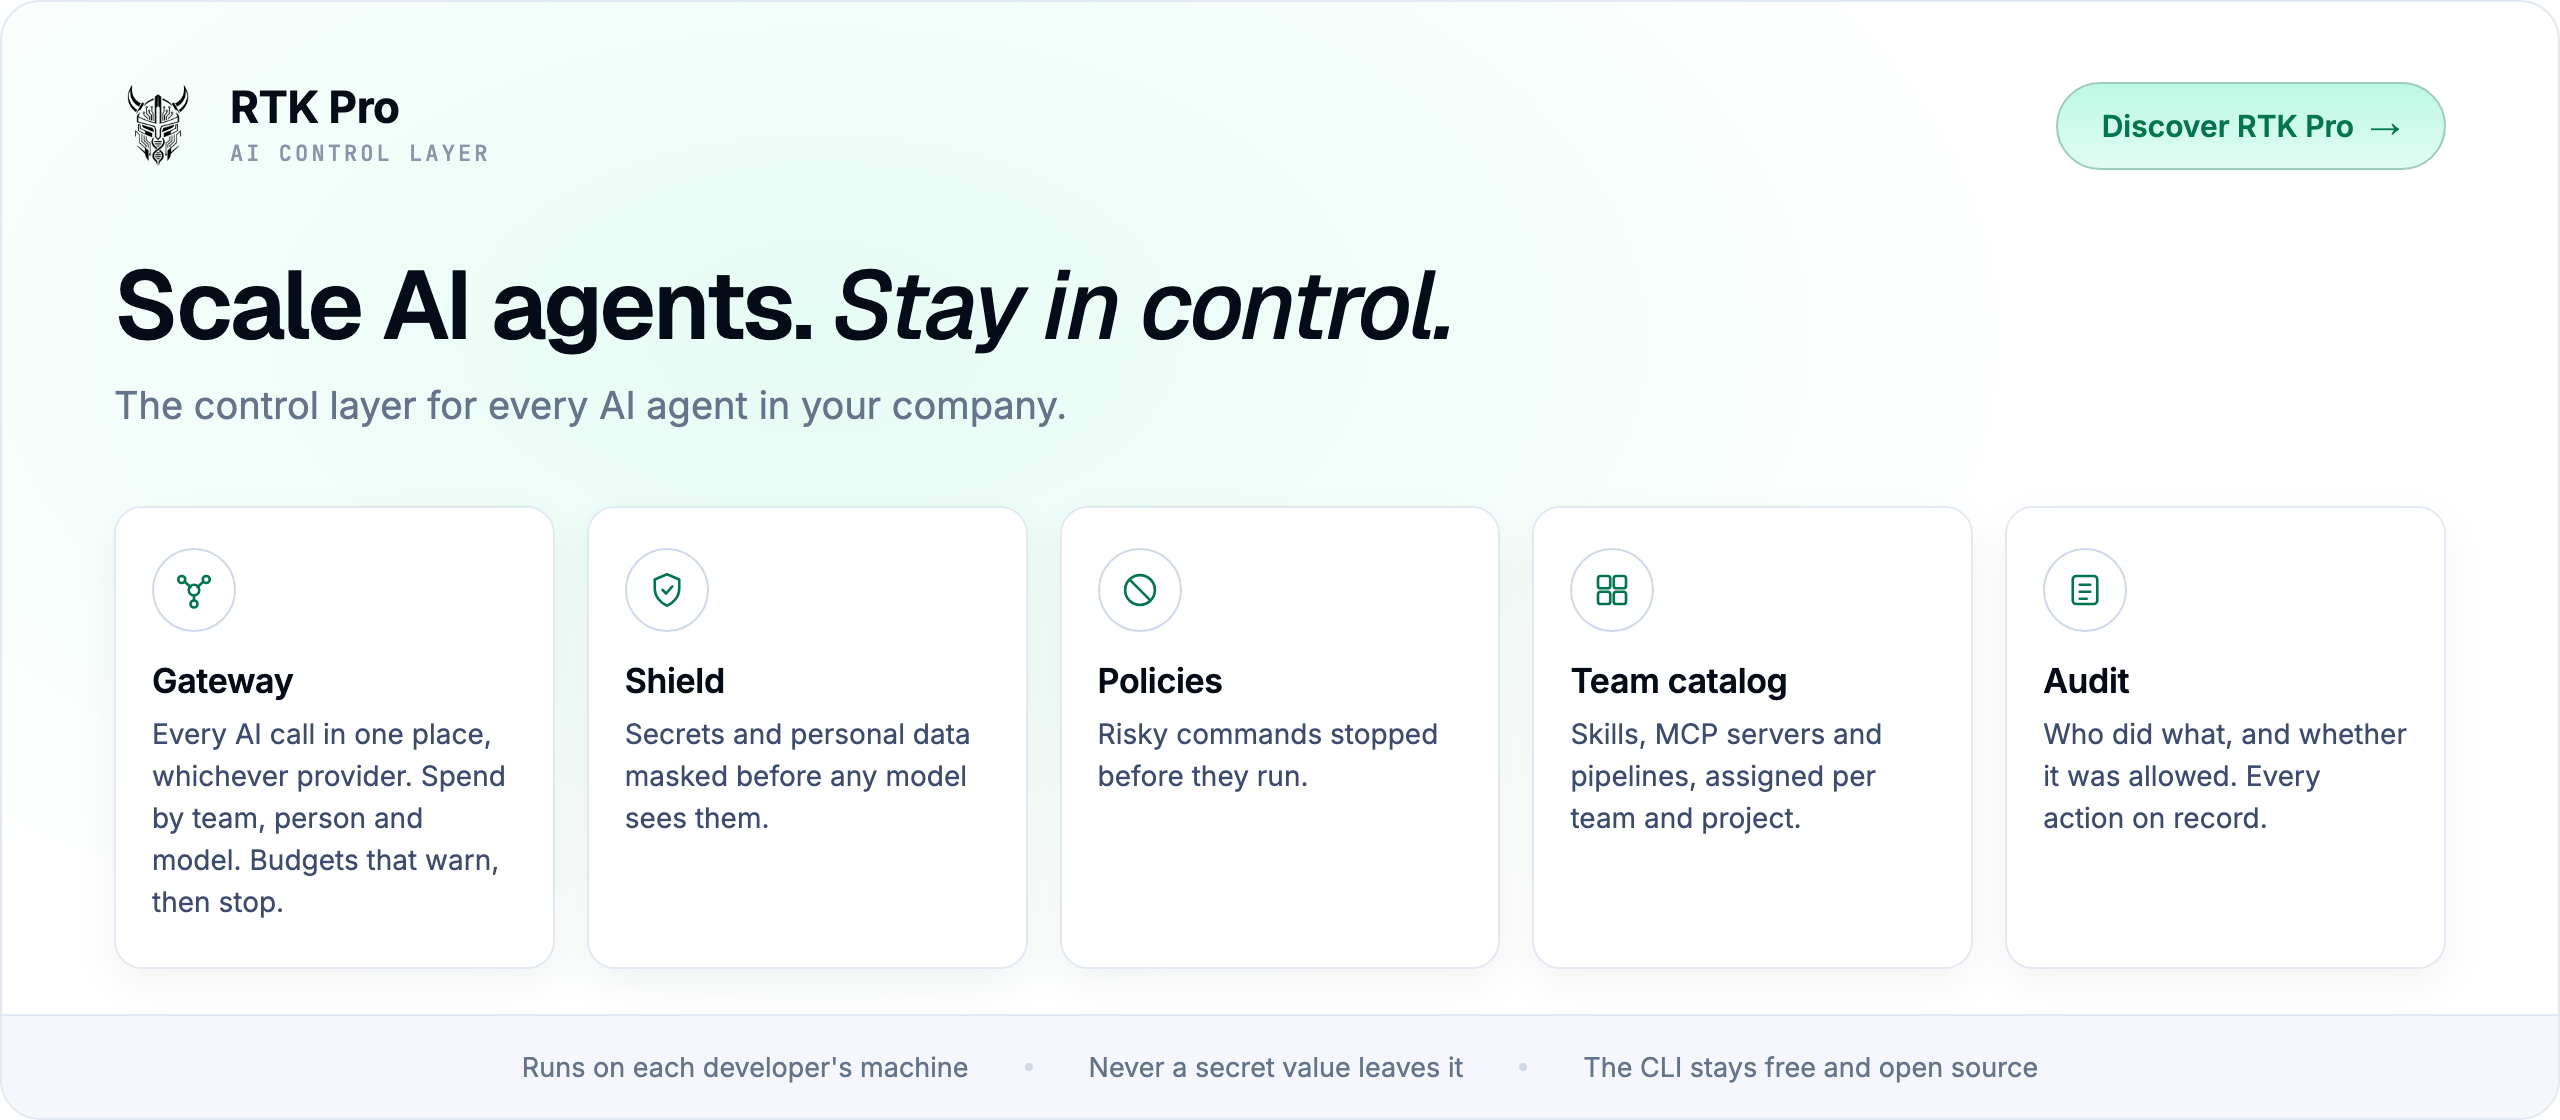 RTK Pro
AI CONTROL LAYER
Discover RTK Pro →
Scale AI agents. Stay in control.
The control layer for every AI agent in your company.
Gateway
Every AI call in one place,
whichever provider. Spend
by team, person and
model. Budgets that warn,
then stop.
Shield
Secrets and personal data
masked before any model
sees them.
Policies
Risky commands stopped
before they run.
Team catalog
Skills, MCP servers and
pipelines, assigned per
team and project.
Audit
Who did what, and whether
it was allowed. Every
action on record.
Runs on each developer's machine • Never a secret value leaves it • The CLI stays free and open source